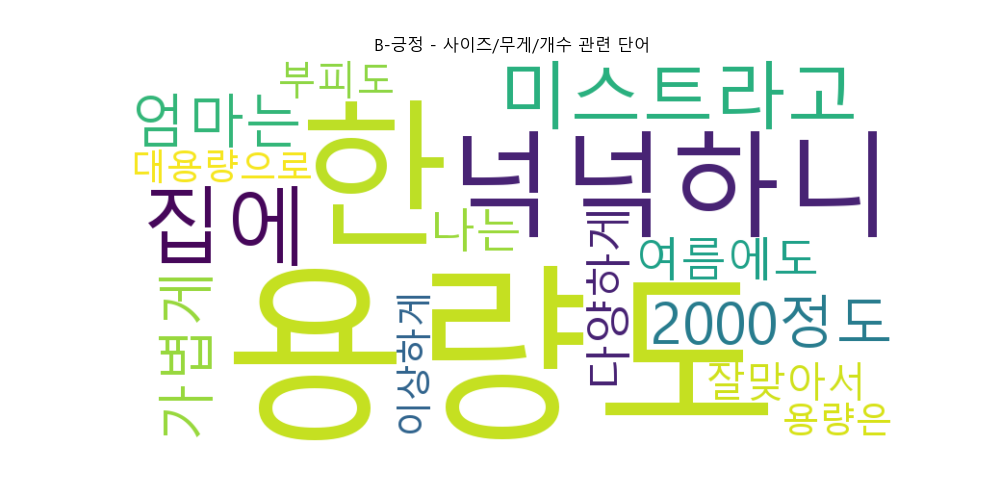 B-긍정 - 사이즈/무게/개수 관련 단어
부피도
미스트라고
엄마는
한
넉넉하니
대용량으로
집에
나는
다양하게
여름에도
가볍게
용량도
이상하게
2000정도
잘맞아서
용량은